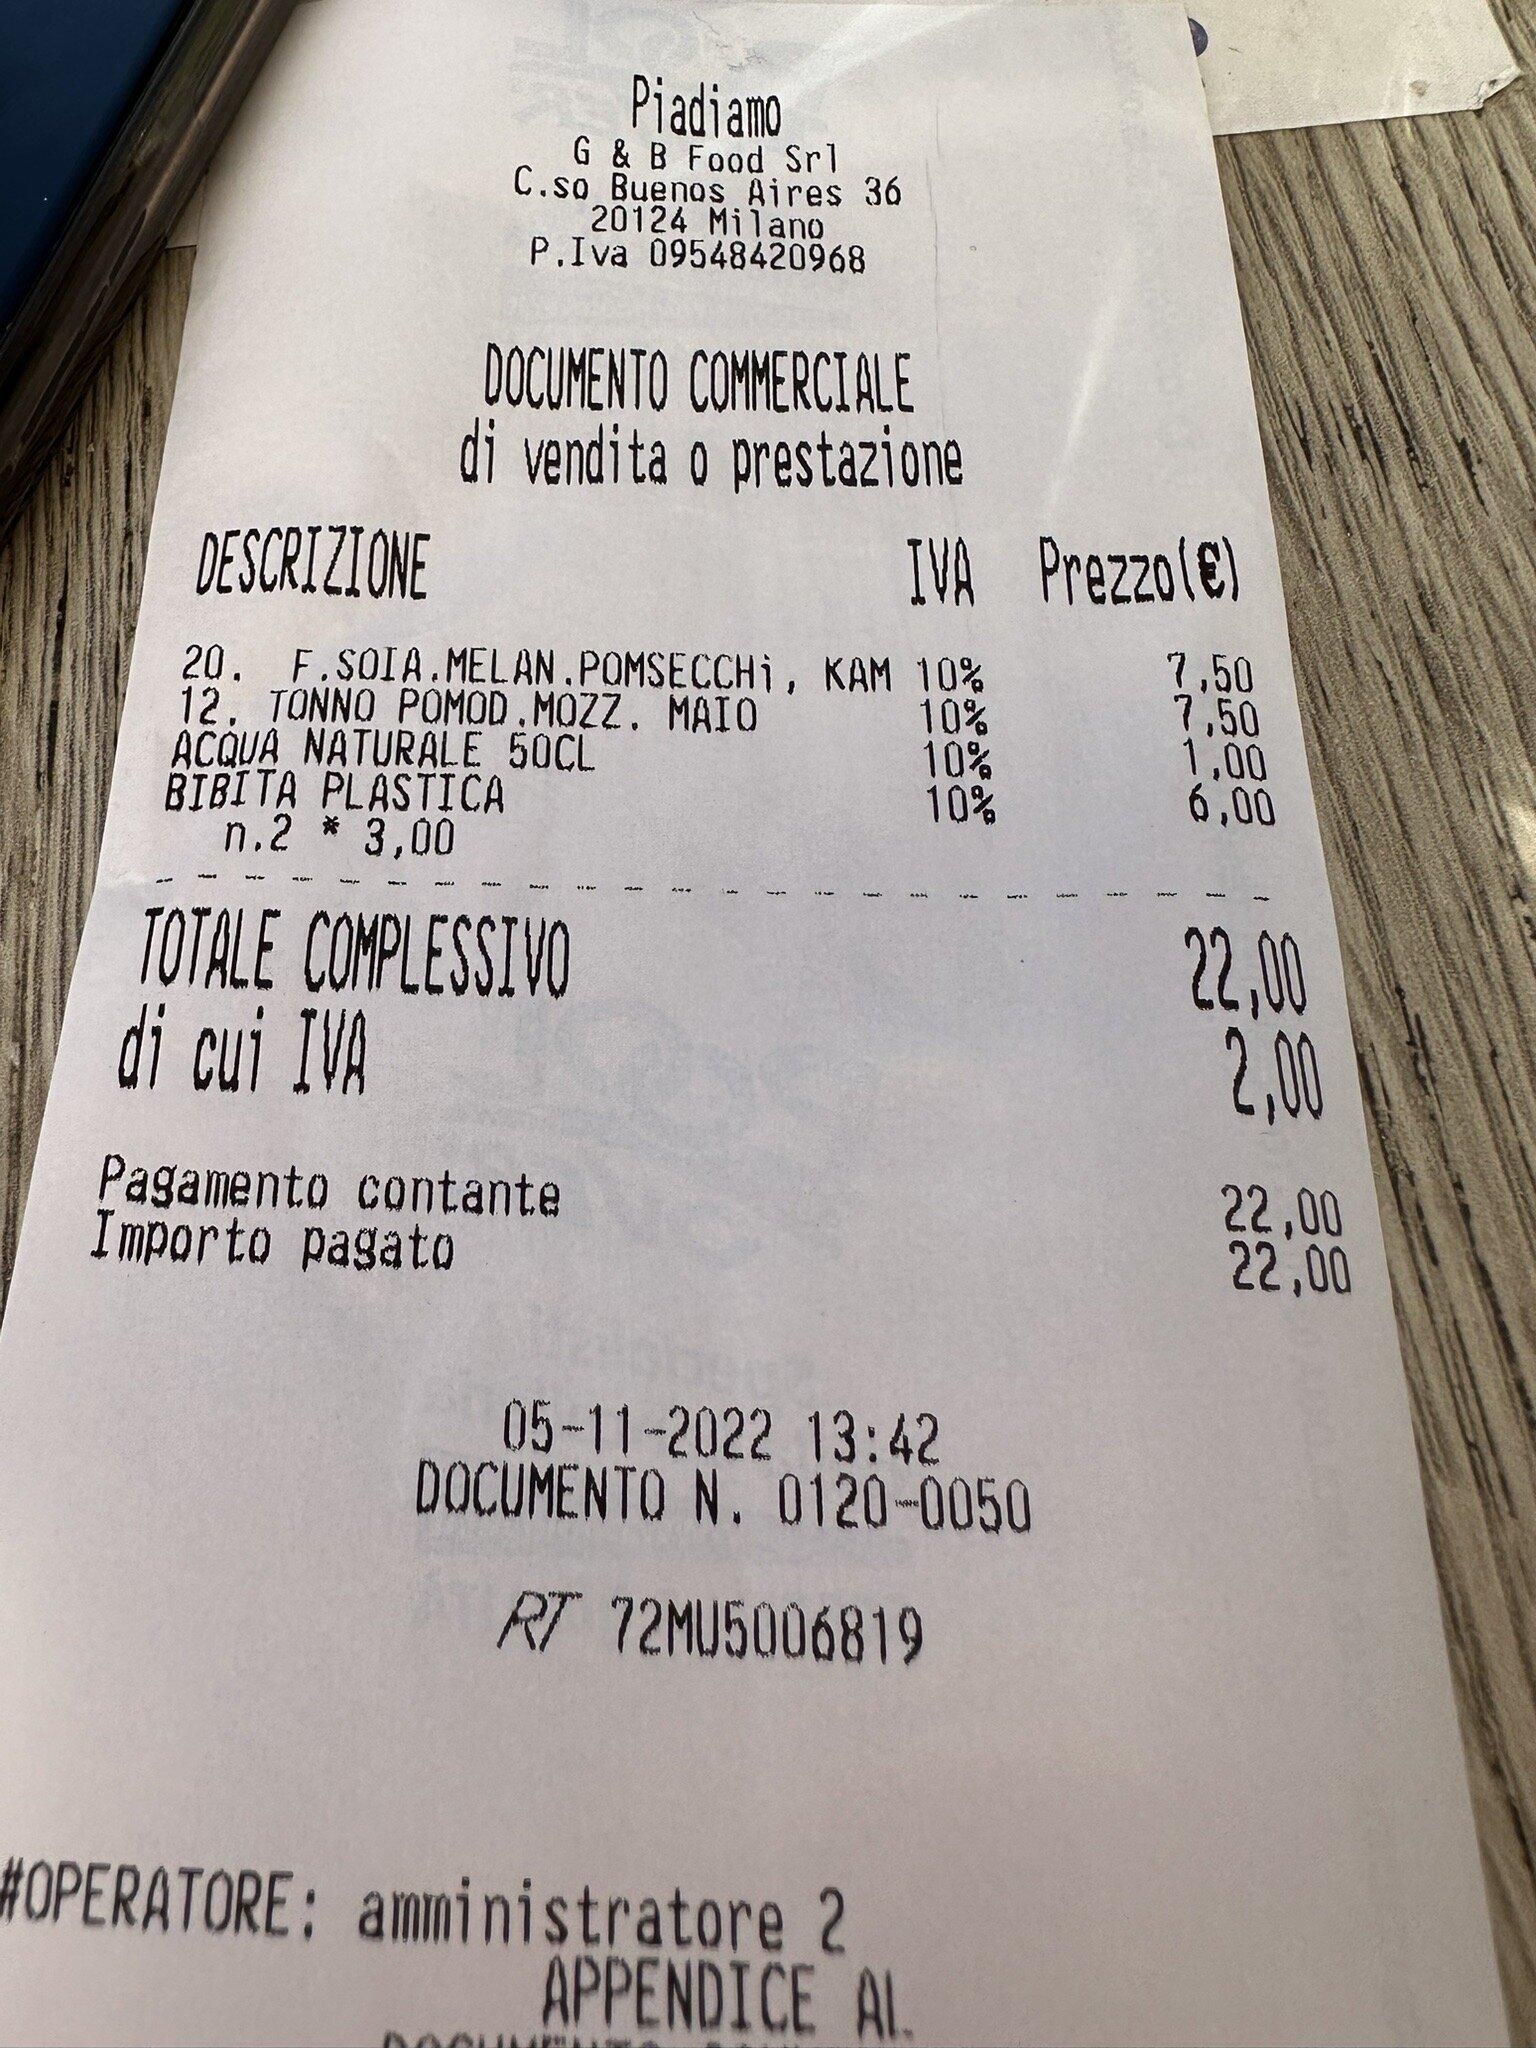 Piadiamo
G & B Food Srl
C.so Buenos Aires 36
20124 Milano
P.Iva 09548420968
DOCUMENTO COMMERCIALE
di vendita o prestazione
DESCRIZIONE IVA Prezzo(€)
20. F.SOIA.MELAN.POMSECCHi, KAM 10% 7,50
12. TONNO POMOD.MOZZ. MAIO 10% 7,50
ACQUA NATURALE 50CL 10% 1,00
BIBITA PLASTICA 10% 6,00
n.2 * 3,00
TOTALE COMPLESSIVO 22,00
di cui IVA 2,00
Pagamento contante 22,00
Importo pagato 22,00
05-11-2022 13:42
DOCUMENTO N. 0120-0050
RT 72MU5006819
#OPERATORE: amministratore 2
APPENDICE AL